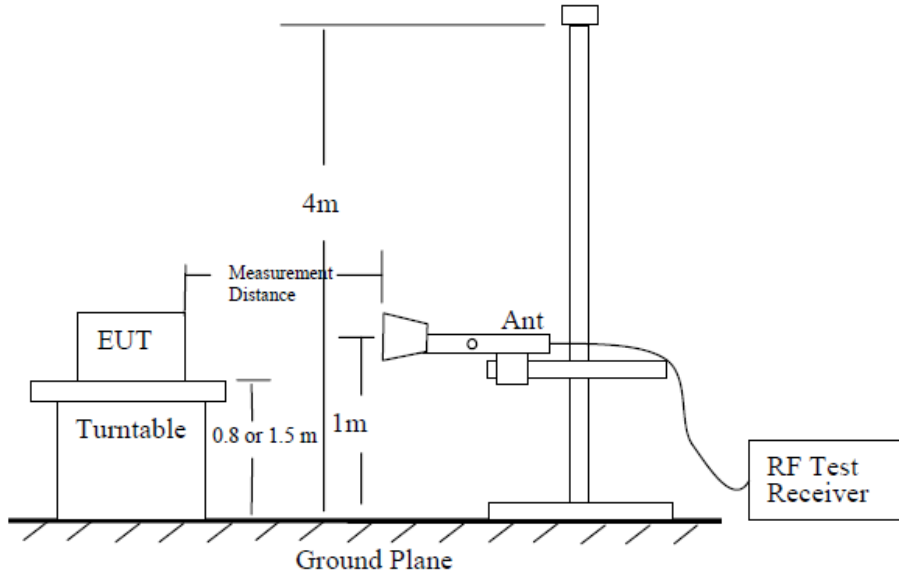 4m
Measurement
Distance
Ant
EUT
Turntable
0.8 or 1.5 m
1m
RF Test
Receiver
Ground Plane